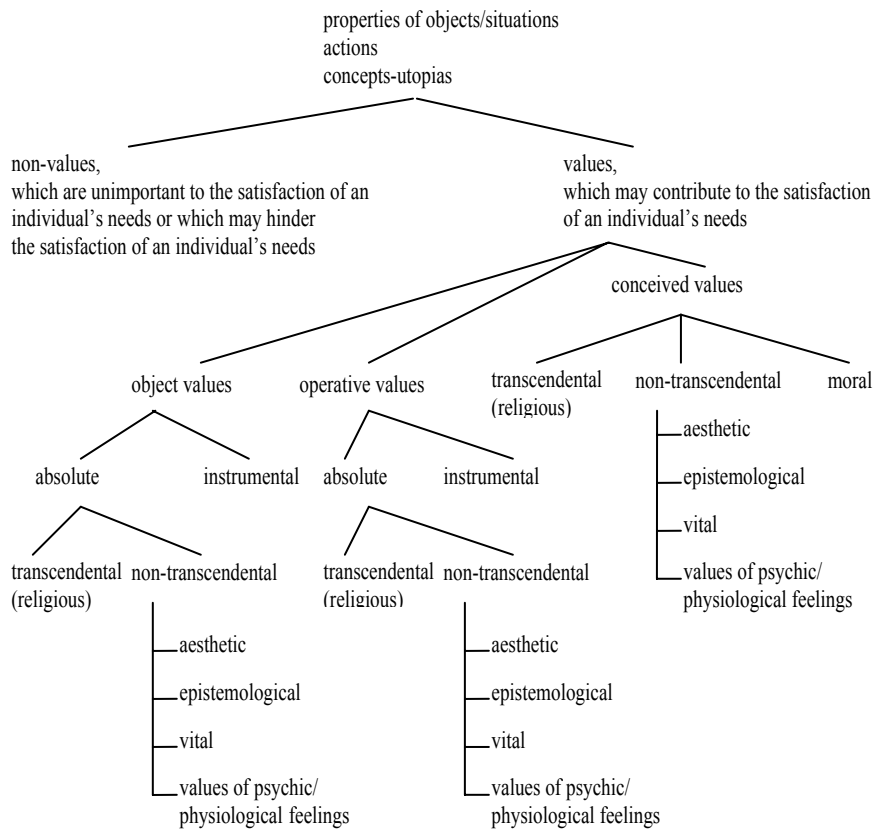 properties of objects/situations
actions
concepts-utopias
non-values,
which are unimportant to the satisfaction of an
individual's needs or which may hinder
the satisfaction of an individual's needs
values,
which may contribute to the satisfaction
of an individual's needs
conceived values
object values
operative values
transcendental
(religious)
non-transcendental
moral
aesthetic
epistemological
vital
values of psychic/
physiological feelings
absolute
instrumental
absolute
instrumental
transcendental
(religious)
non-transcendental
transcendental
(religious)
non-transcendental
aesthetic
epistemological
vital
values of psychic/
physiological feelings
aesthetic
epistemological
vital
values of psychic/
physiological feelings